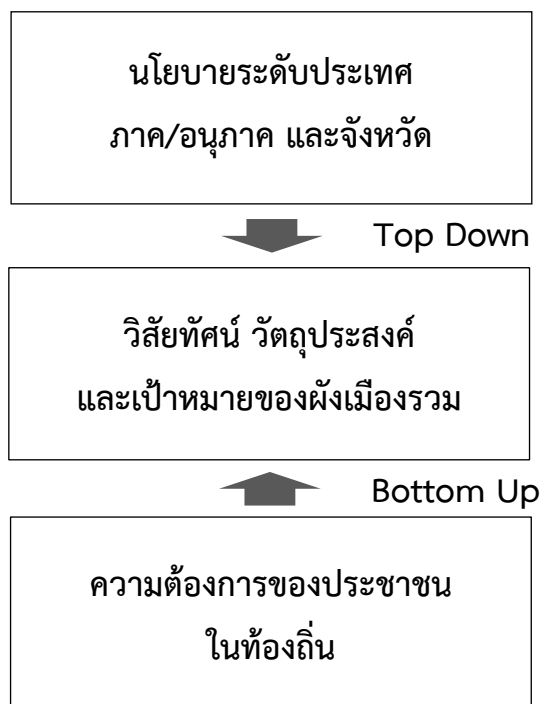 นโยบายระดับประเทศ
ภาค/อนุภาค และจังหวัด
Top Down
วิสัยทัศน์ วัตถุประสงค์
และเป้าหมายของผังเมืองรวม
Bottom Up
ความต้องการของประชาชน
ในท้องถิ่น